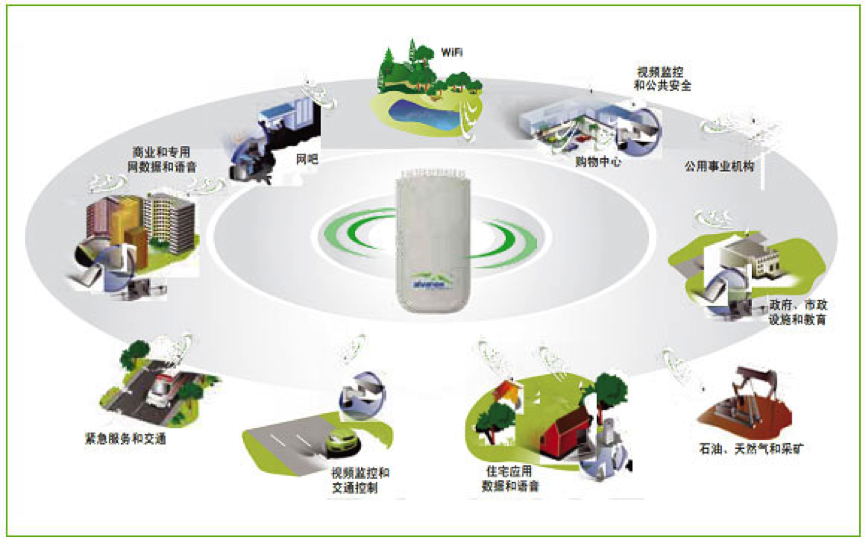 WiFi
视频监控
和公共安全
商业和专用
网数据和语音
网吧
购物中心
公用事业机构
alvarion
政府、市政
设施和教育
紧急服务和交通
视频监控和
交通控制
住宅应用
数据和语音
石油、天然气和采矿